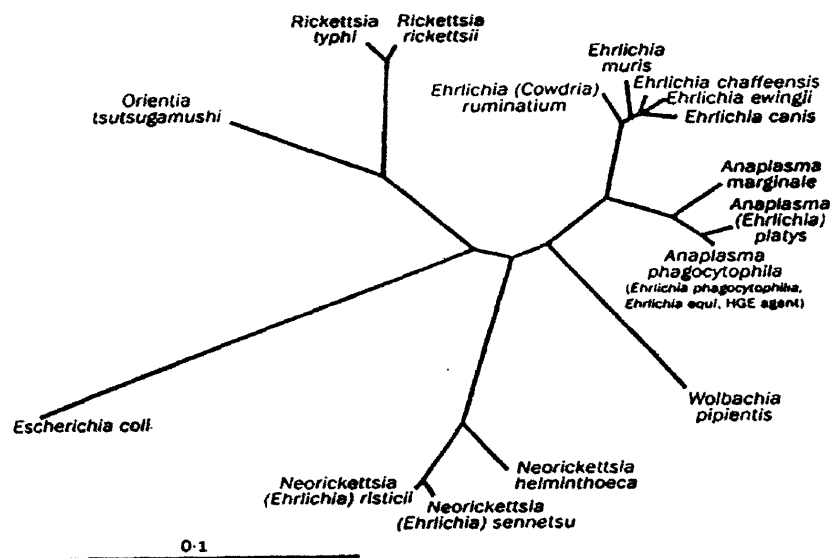 Rickettsia
typhi
Rickettsia
rickettsii
Orientia
tsutsugamushi
Ehrlichia (Cowdria)
ruminatium
Ehrlichia
muris
Ehrlichia chaffeensis
Ehrlichia ewingii
Ehrlichia canis
Anaplasma
marginale
Anaplasma
(Ehrlichia)
platys
Anaplasma
phagocytophila
(Ehrlichia phagocytophilia,
Ehrlichia equi, HGE agent)
Wolbachia
pipientis
Escherichia coli
Neorickettsia
helminthoeca
Neorickettsia
(Ehrlichia) risticii
Neorickettsia
(Ehrlichia) sennetsu
0·1